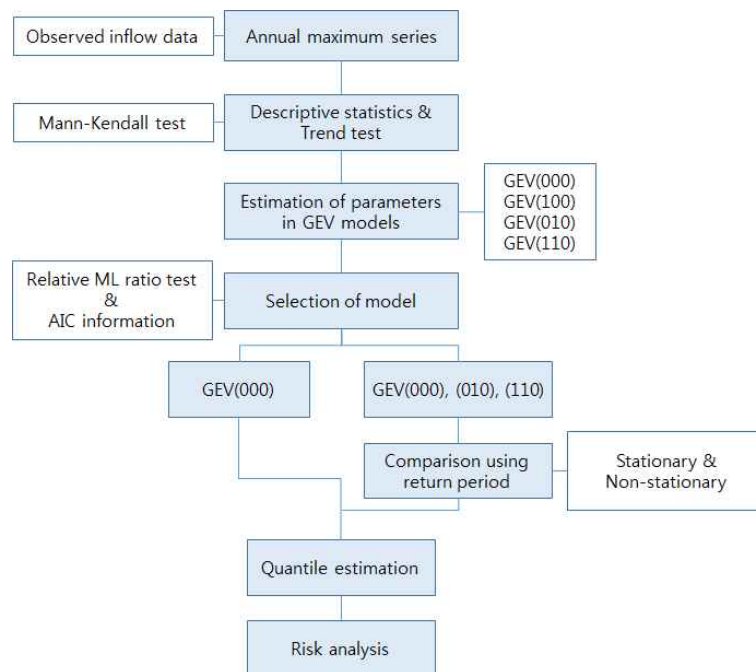 Observed inflow data
Annual maximum series
Mann-Kendall test
Descriptive statistics &
Trend test
Estimation of parameters
in GEV models
GEV(000)
GEV(100)
GEV(010)
GEV(110)
Relative ML ratio test
&
AIC information
Selection of model
GEV(000)
GEV(000), (010), (110)
Comparison using
return period
Stationary &
Non-stationary
Quantile estimation
Risk analysis